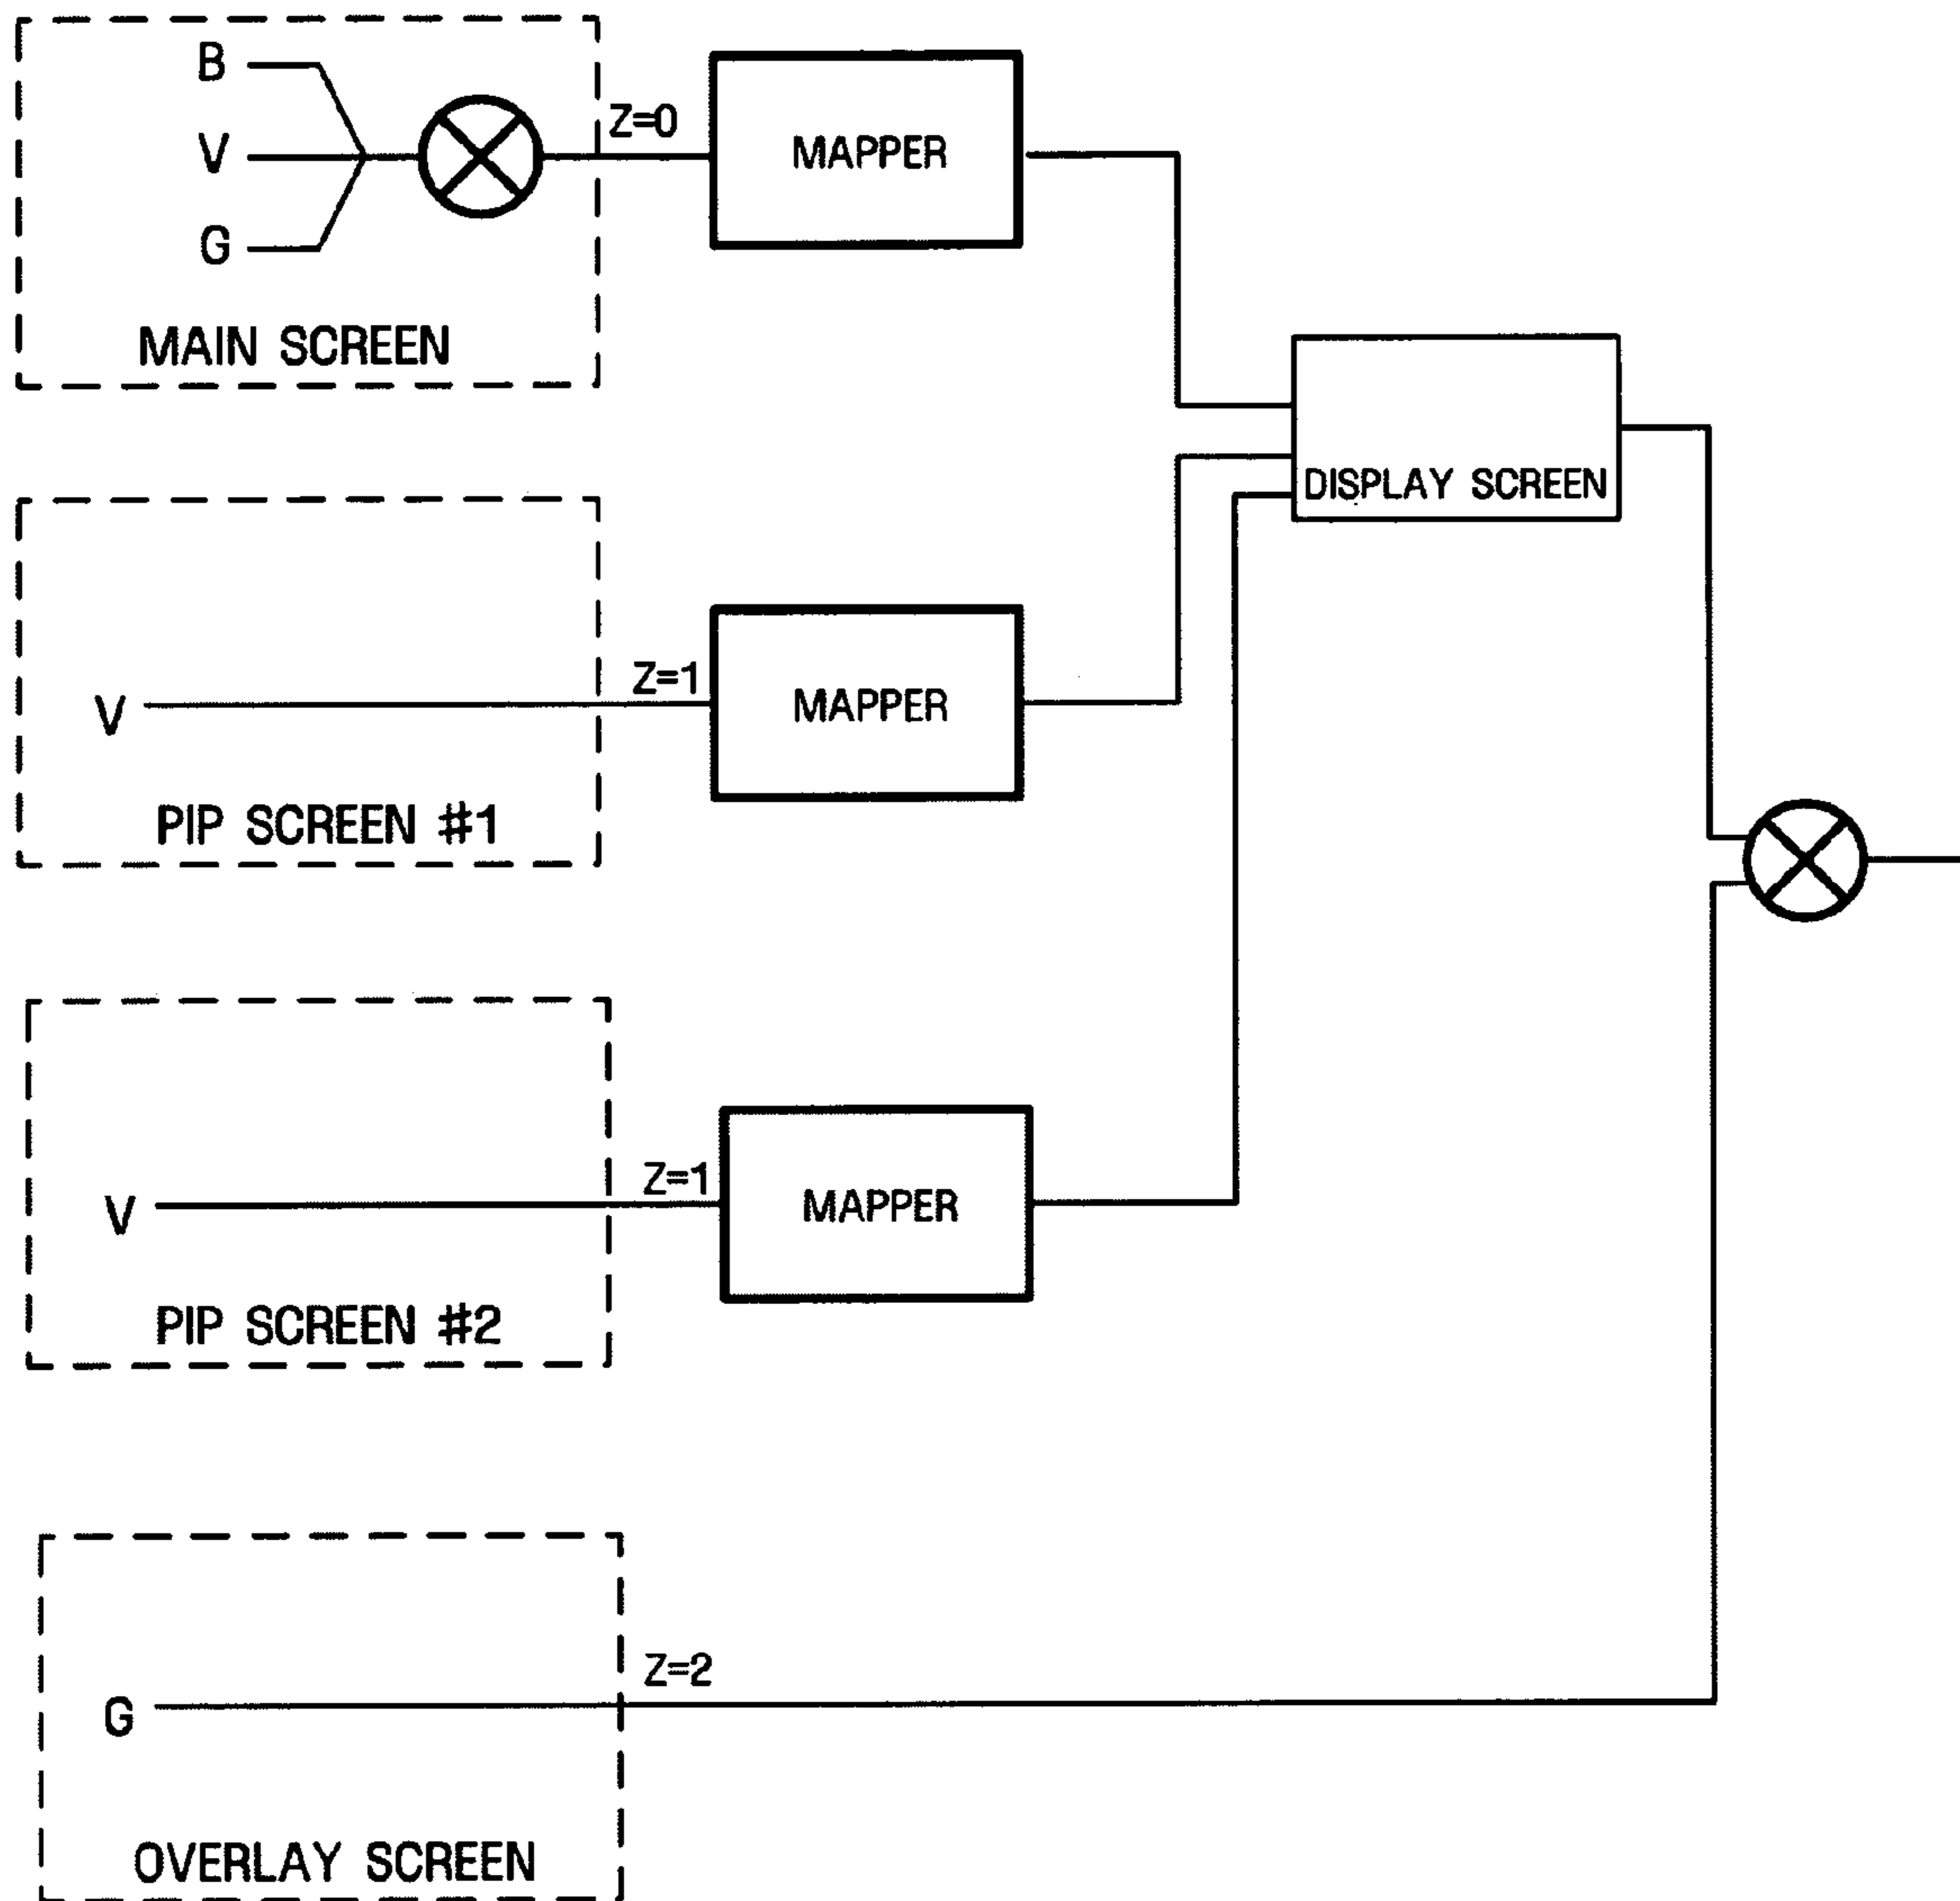 B
V
G
Z=0
MAPPER
MAIN SCREEN
DISPLAY SCREEN
V
Z=1
MAPPER
PIP SCREEN #1
V
Z=1
MAPPER
PIP SCREEN #2
G
Z=2
OVERLAY SCREEN